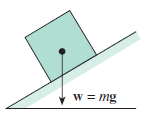 w = mg